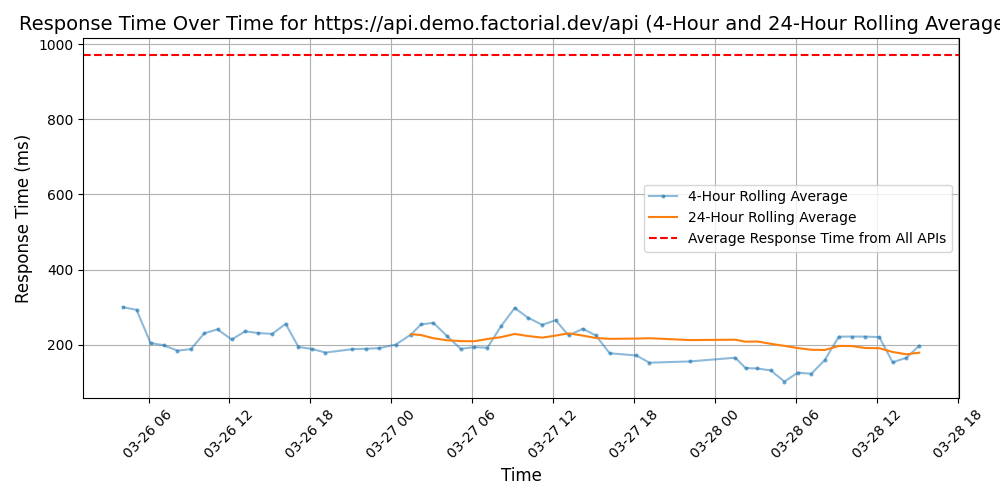 Response Time Over Time for https://api.demo.factorial.dev/api (4-Hour and 24-Hour Rolling Average
Response Time (ms)
1000
800
600
400
200
4-Hour Rolling Average
24-Hour Rolling Average
Average Response Time from All APIs
03-26 06
03-26 12
03-26 18
03-27 00
03-27 06
03-27 12
03-27 18
03-28 00
03-28 06
03-28 12
03-28 18
Time